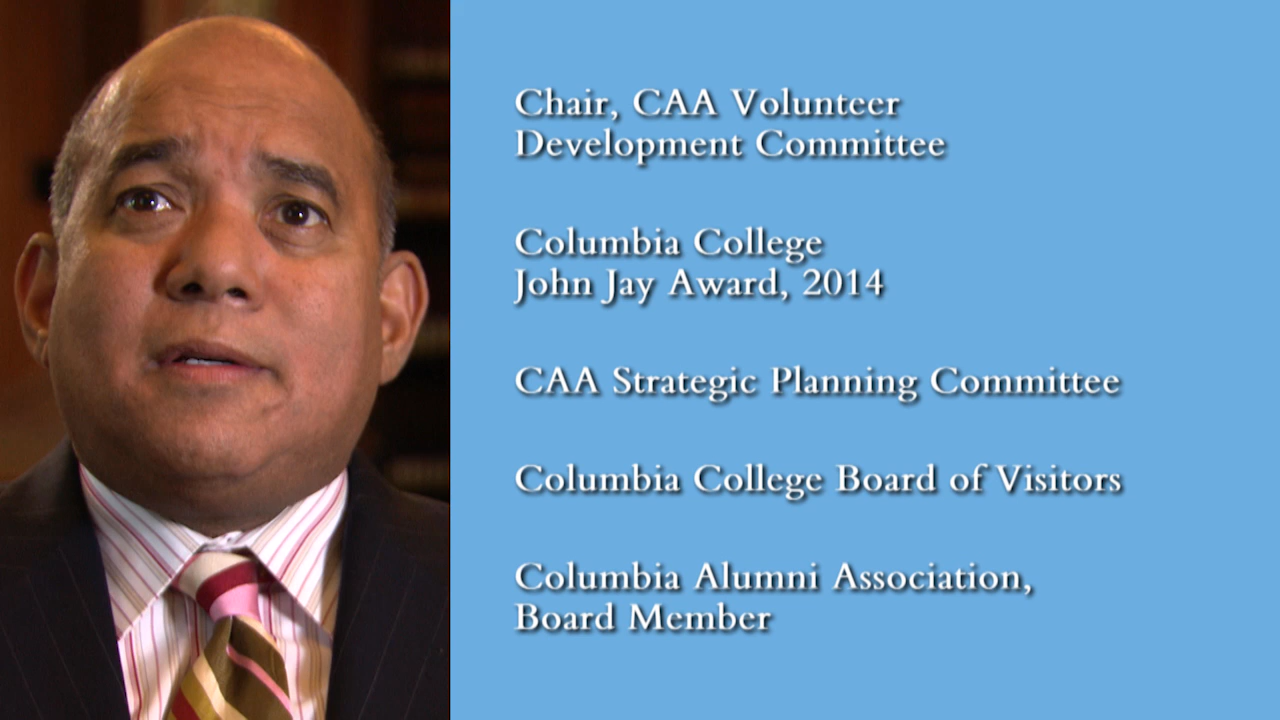 Chair, CAA Volunteer
Development Committee
Columbia College
John Jay Award, 2014
CAA Strategic Planning Committee
Columbia College Board of Visitors
Columbia Alumni Association,
Board Member